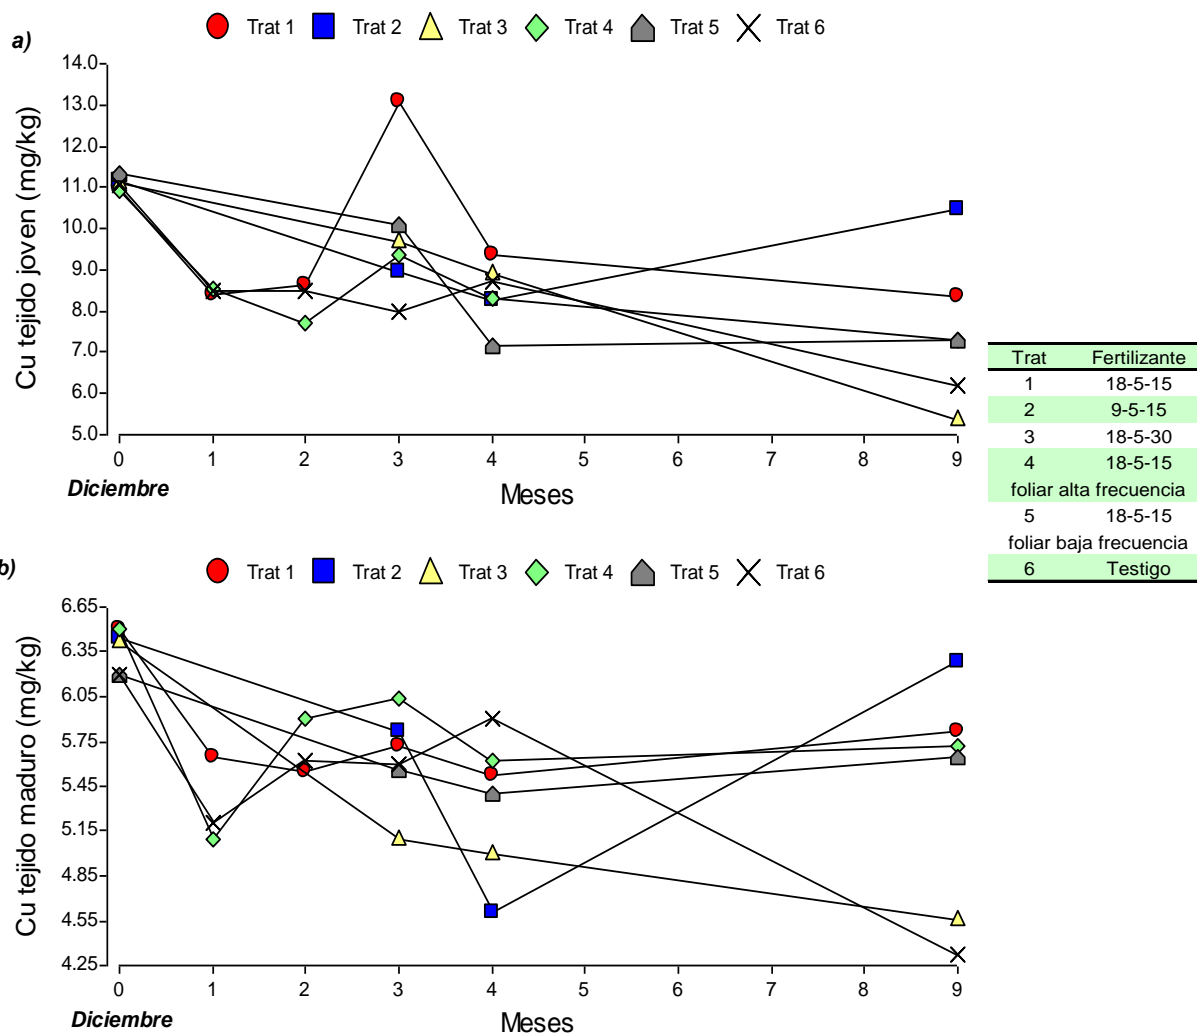 Trat 1 Trat 2 Trat 3 Trat 4 Trat 5 Trat 6
a)
Cu tejido joven (mg/kg)
14.0
13.0
12.0
11.0
10.0
9.0
8.0
7.0
6.0
5.0
0 1 2 3 4 5 6 7 8 9
Diciembre
Meses
Trat Fertilizante
1 18-5-15
2 9-5-15
3 18-5-30
4 18-5-15
foliar alta frecuencia
5 18-5-15
foliar baja frecuencia
6 Testigo
b)
Trat 1 Trat 2 Trat 3 Trat 4 Trat 5 Trat 6
Cu tejido maduro (mg/kg)
6.65
6.35
6.05
5.75
5.45
5.15
4.85
4.55
4.25
0 1 2 3 4 5 6 7 8 9
Diciembre
Meses